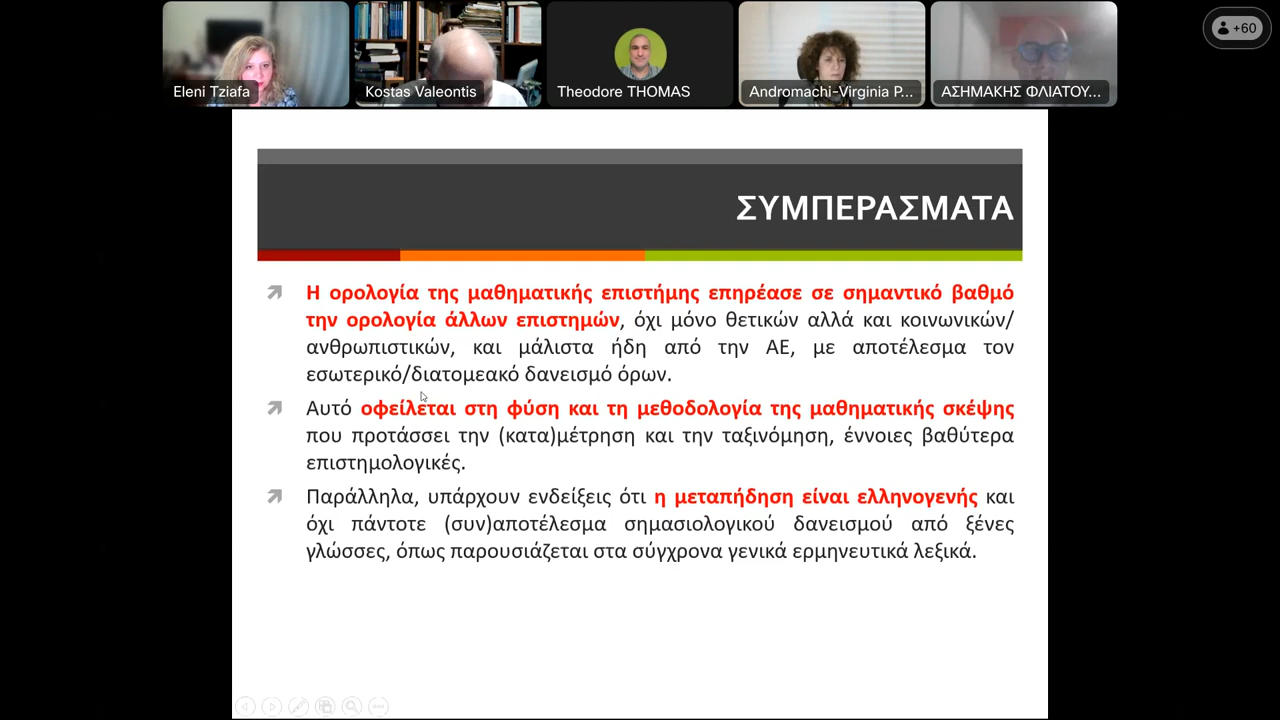 Eleni Tziafa
Kostas Valeontis
Theodore THOMAS
Andromachi-Virginia P...
ΑΣΗΜΑΚΗΣ ΦΛΙΑΤΟΥ...
+60
ΣΥΜΠΕΡΑΣΜΑΤΑ
Η ορολογία της μαθηματικής επιστήμης επηρέασε σε σημαντικό βαθμό
την ορολογία άλλων επιστημών, όχι μόνο θετικών αλλά και κοινωνικών/
ανθρωπιστικών, και μάλιστα ήδη από την ΑΕ, με αποτέλεσμα τον
εσωτερικό/διατομεακό δανεισμό όρων.
Αυτό οφείλεται στη φύση και τη μεθοδολογία της μαθηματικής σκέψης
που προτάσσει την (κατα)μέτρηση και την ταξινόμηση, έννοιες βαθύτερα
επιστημολογικές.
Παράλληλα, υπάρχουν ενδείξεις ότι η μεταπήδηση είναι ελληνογενής και
όχι πάντοτε (συν)αποτέλεσμα σημασιολογικού δανεισμού από ξένες
γλώσσες, όπως παρουσιάζεται στα σύγχρονα γενικά ερμηνευτικά λεξικά.